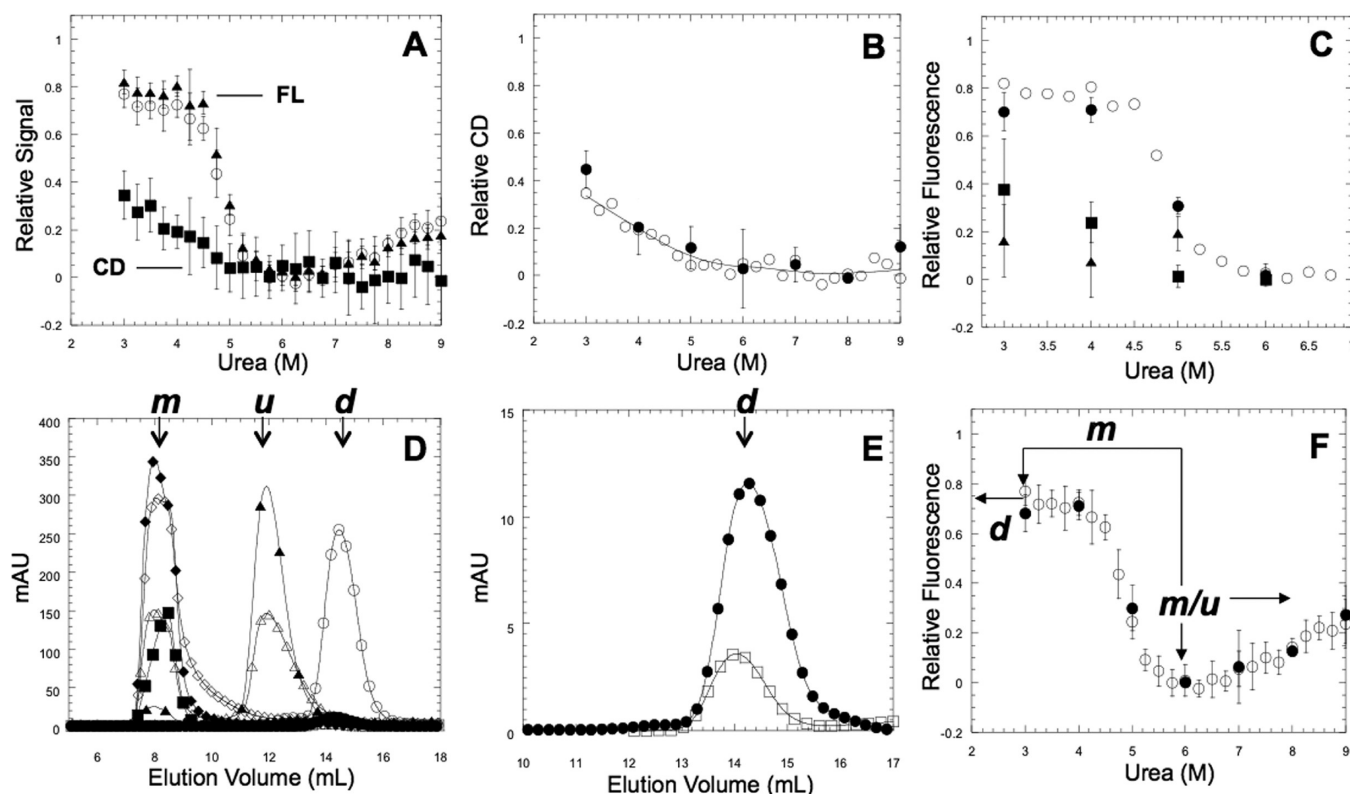 A
Relative Signal
1
0.8
0.6
0.4
0.2
0
-0.2
FL
CD
2 3 4 5 6 7 8 9
Urea (M)
B
Relative CD
1
0.8
0.6
0.4
0.2
0
-0.2
2 3 4 5 6 7 8 9
Urea (M)
C
Relative Fluorescence
1
0.8
0.6
0.4
0.2
0
-0.2
3 3.5 4 4.5 5 5.5 6 6.5 7
Urea (M)
m u d
D
mAU
400
350
300
250
200
150
100
50
0
6 8 10 12 14 16 18
Elution Volume (mL)
d
E
mAU
15
10
5
0
10 11 12 13 14 15 16 17
Elution Volume (mL)
F
Relative Fluorescence
1
0.8
0.6
0.4
0.2
0
-0.2
m
d
m/u
2 3 4 5 6 7 8 9
Urea (M)